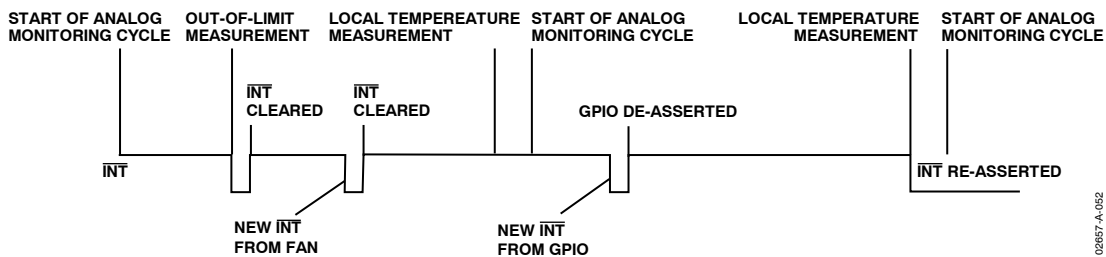 START OF ANALOG
MONITORING CYCLE
OUT-OF-LIMIT
MEASUREMENT
LOCAL TEMPEREATURE
MEASUREMENT
START OF ANALOG
MONITORING CYCLE
LOCAL TEMPERATURE
MEASUREMENT
START OF ANALOG
MONITORING CYCLE
INT
CLEARED
INT
CLEARED
GPIO DE-ASSERTED
INT
INT RE-ASSERTED
NEW INT
FROM FAN
NEW INT
FROM GPIO
02657-A-052